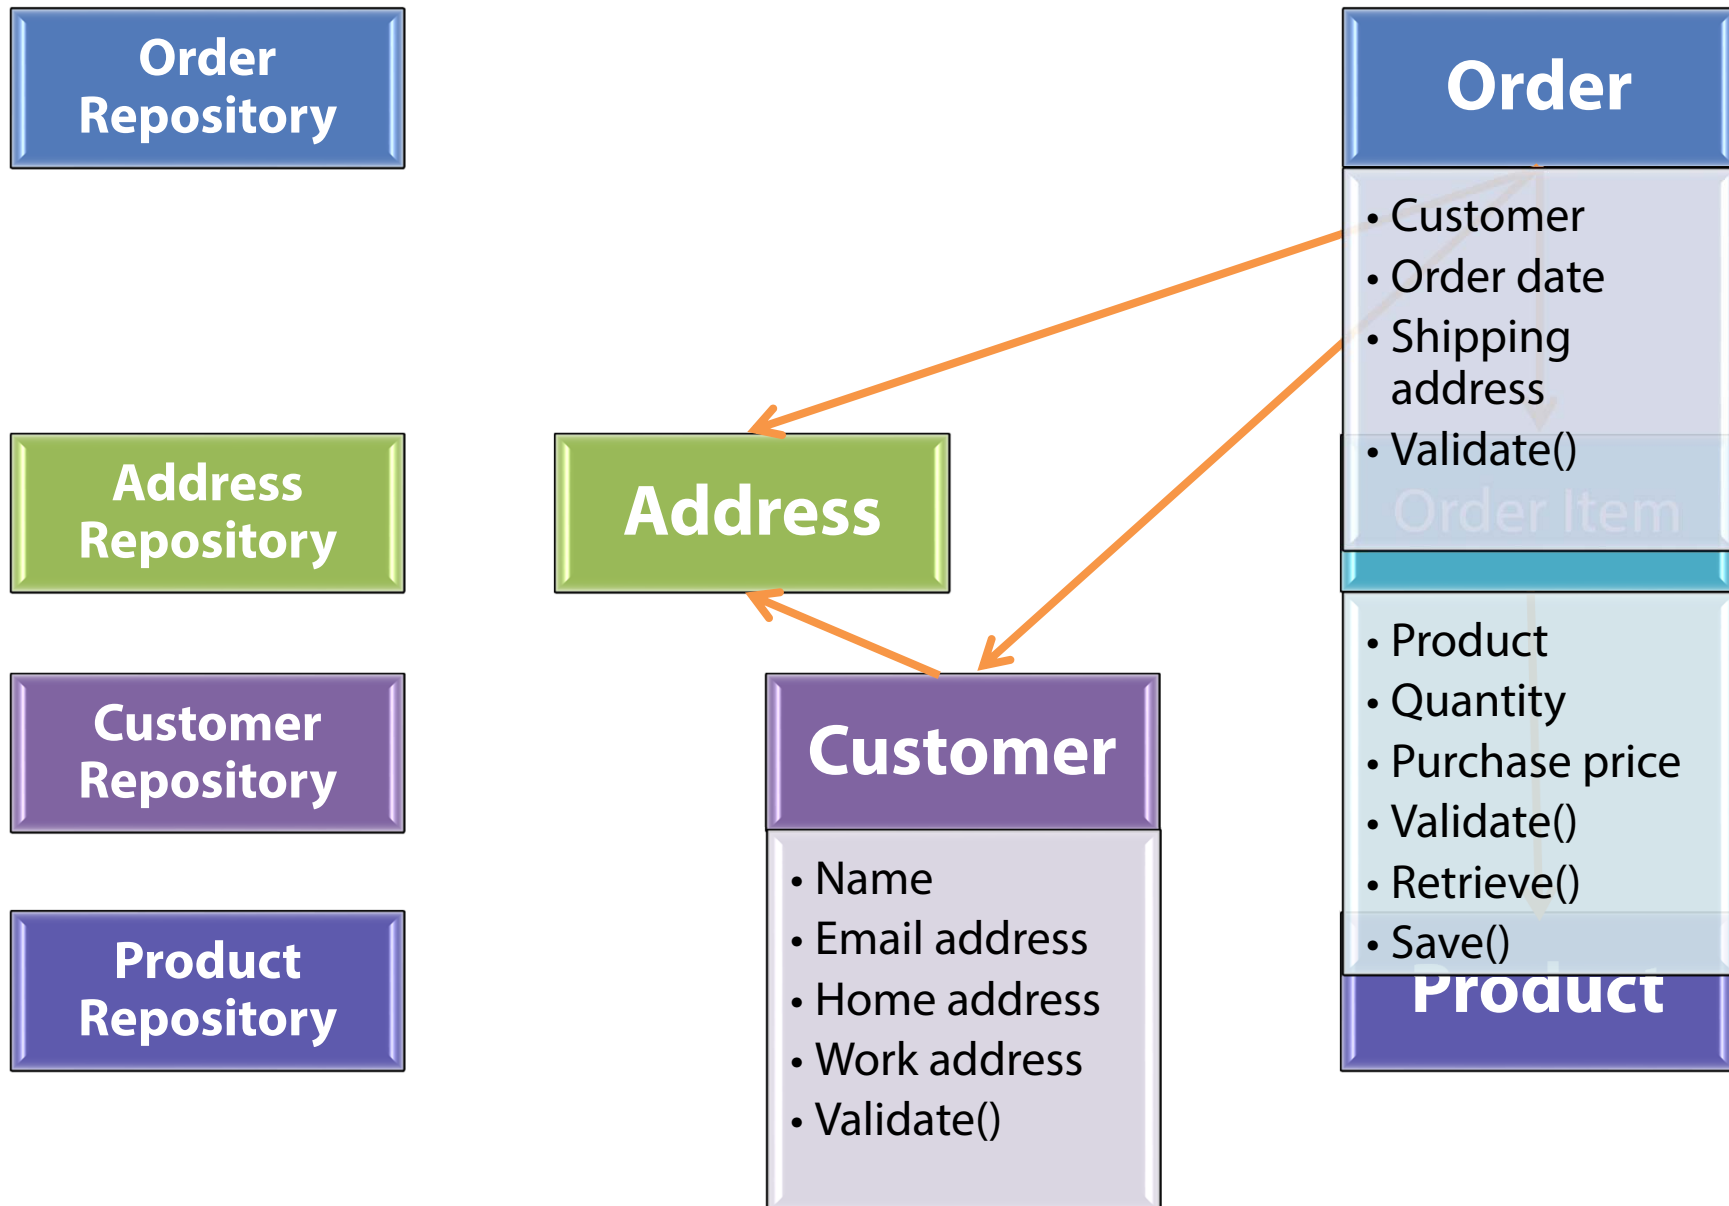 Order
Repository
Order
• Customer
• Order date
• Shipping
address
• Validate()
Address
Repository
Address
Order Item
• Product
• Quantity
• Purchase price
• Validate()
• Retrieve()
• Save()
Customer
Repository
Customer
• Name
• Email address
• Home address
• Work address
• Validate()
Product
Repository
Product